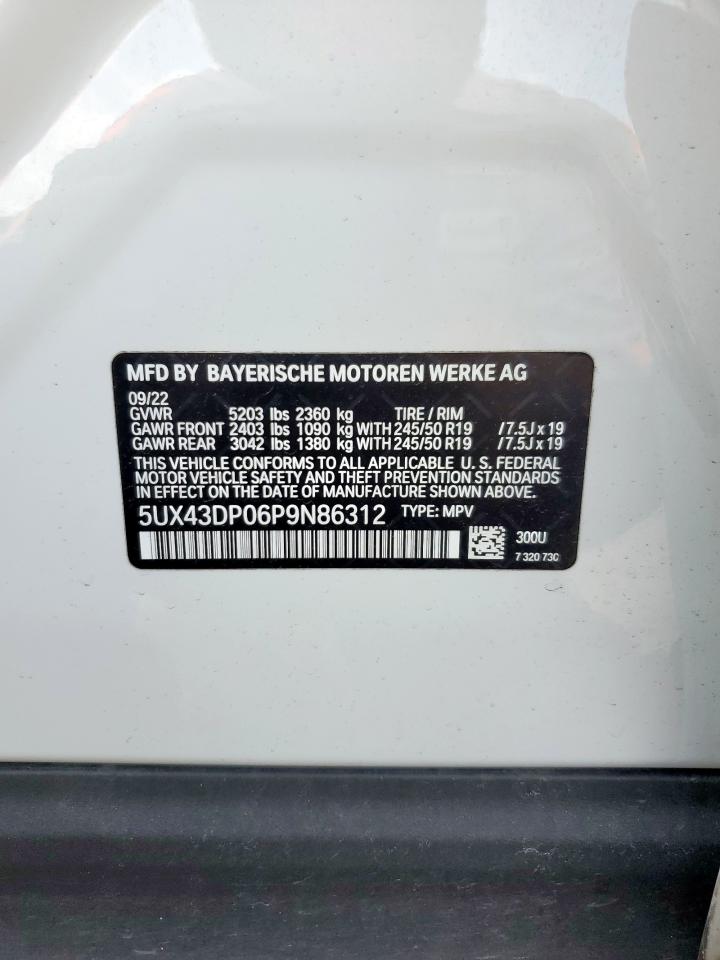 MFD BY BAYERISCHE MOTOREN WERKE AG
09/22
GVWR 5203 lbs 2360 kg TIRE / RIM
GAWR FRONT 2403 lbs 1090 kg WITH 245/50 R19 /7.5J x 19
GAWR REAR 3042 lbs 1380 kg WITH 245/50 R19 /7.5J x 19
THIS VEHICLE CONFORMS TO ALL APPLICABLE U. S. FEDERAL
MOTOR VEHICLE SAFETY AND THEFT PREVENTION STANDARDS
IN EFFECT ON THE DATE OF MANUFACTURE SHOWN ABOVE.
5UX43DP06P9N86312 TYPE: MPV
300U
7 320 730